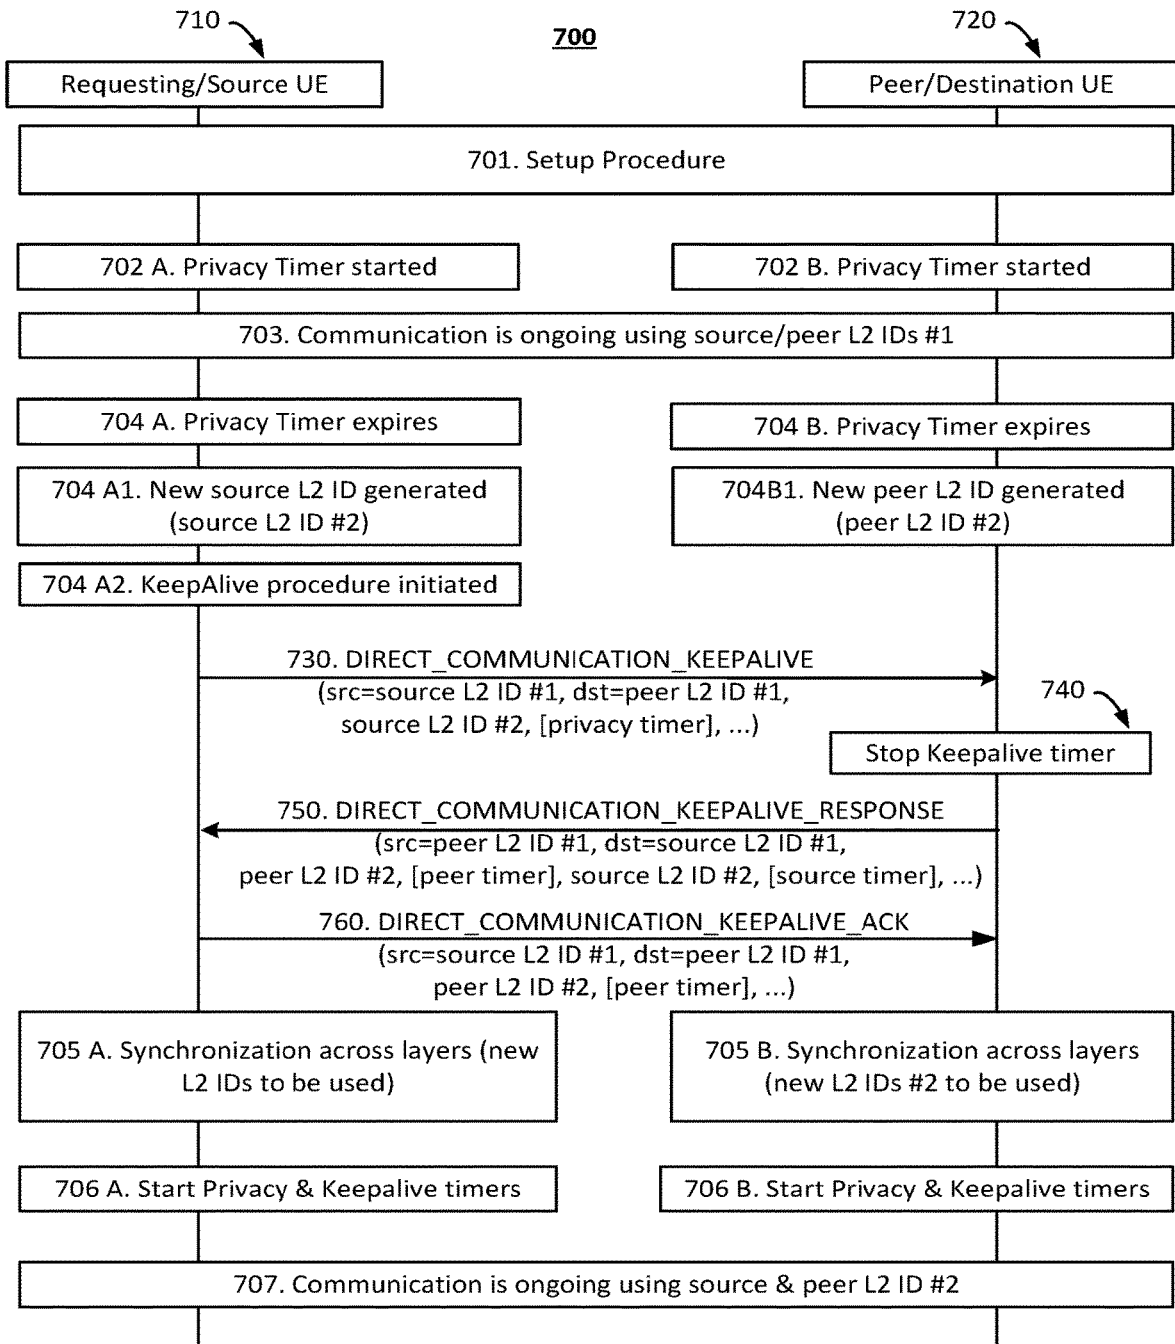 710
700
720
Requesting/Source UE
Peer/Destination UE
701. Setup Procedure
702 A. Privacy Timer started
702 B. Privacy Timer started
703. Communication is ongoing using source/peer L2 IDs #1
704 A. Privacy Timer expires
704 B. Privacy Timer expires
704 A1. New source L2 ID generated
(source L2 ID #2)
704B1. New peer L2 ID generated
(peer L2 ID #2)
704 A2. KeepAlive procedure initiated
730. DIRECT_COMMUNICATION_KEEPALIVE
(src=source L2 ID #1, dst=peer L2 ID #1,
source L2 ID #2, [privacy timer], ...)
740
Stop Keepalive timer
750. DIRECT_COMMUNICATION_KEEPALIVE_RESPONSE
(src=peer L2 ID #1, dst=source L2 ID #1,
peer L2 ID #2, [peer timer], source L2 ID #2, [source timer], ...)
760. DIRECT_COMMUNICATION_KEEPALIVE_ACK
(src=source L2 ID #1, dst=peer L2 ID #1,
peer L2 ID #2, [peer timer], ...)
705 A. Synchronization across layers (new
L2 IDs to be used)
705 B. Synchronization across layers
(new L2 IDs #2 to be used)
706 A. Start Privacy & Keepalive timers
706 B. Start Privacy & Keepalive timers
707. Communication is ongoing using source & peer L2 ID #2